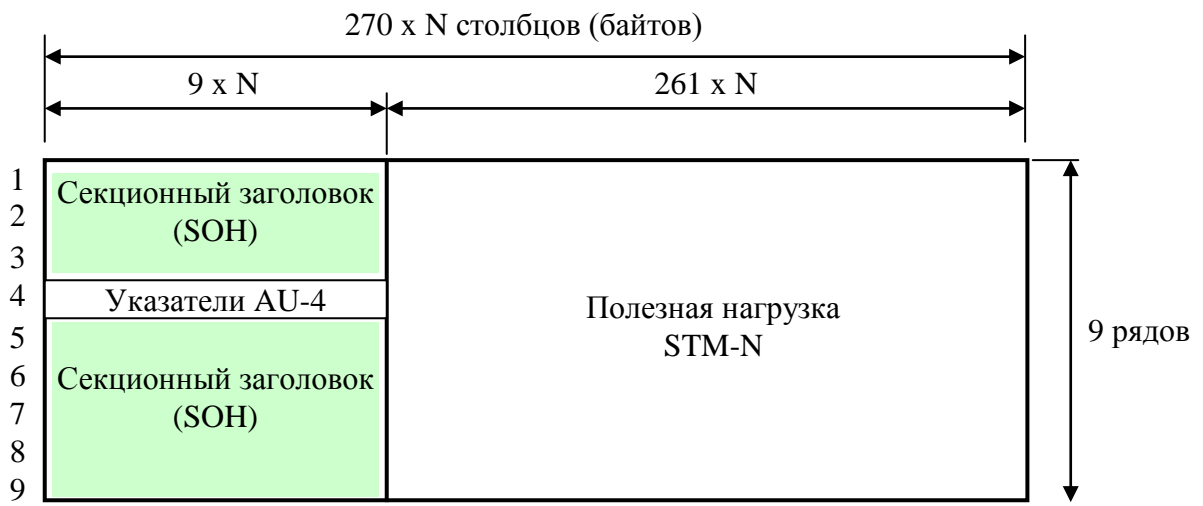 270 x N столбцов (байтов)
9 x N
261 x N
1
2
3
4
5
6
7
8
9
Секционный заголовок
(SOH)
Указатели AU-4
Секционный заголовок
(SOH)
Полезная нагрузка
STM-N
9 рядов